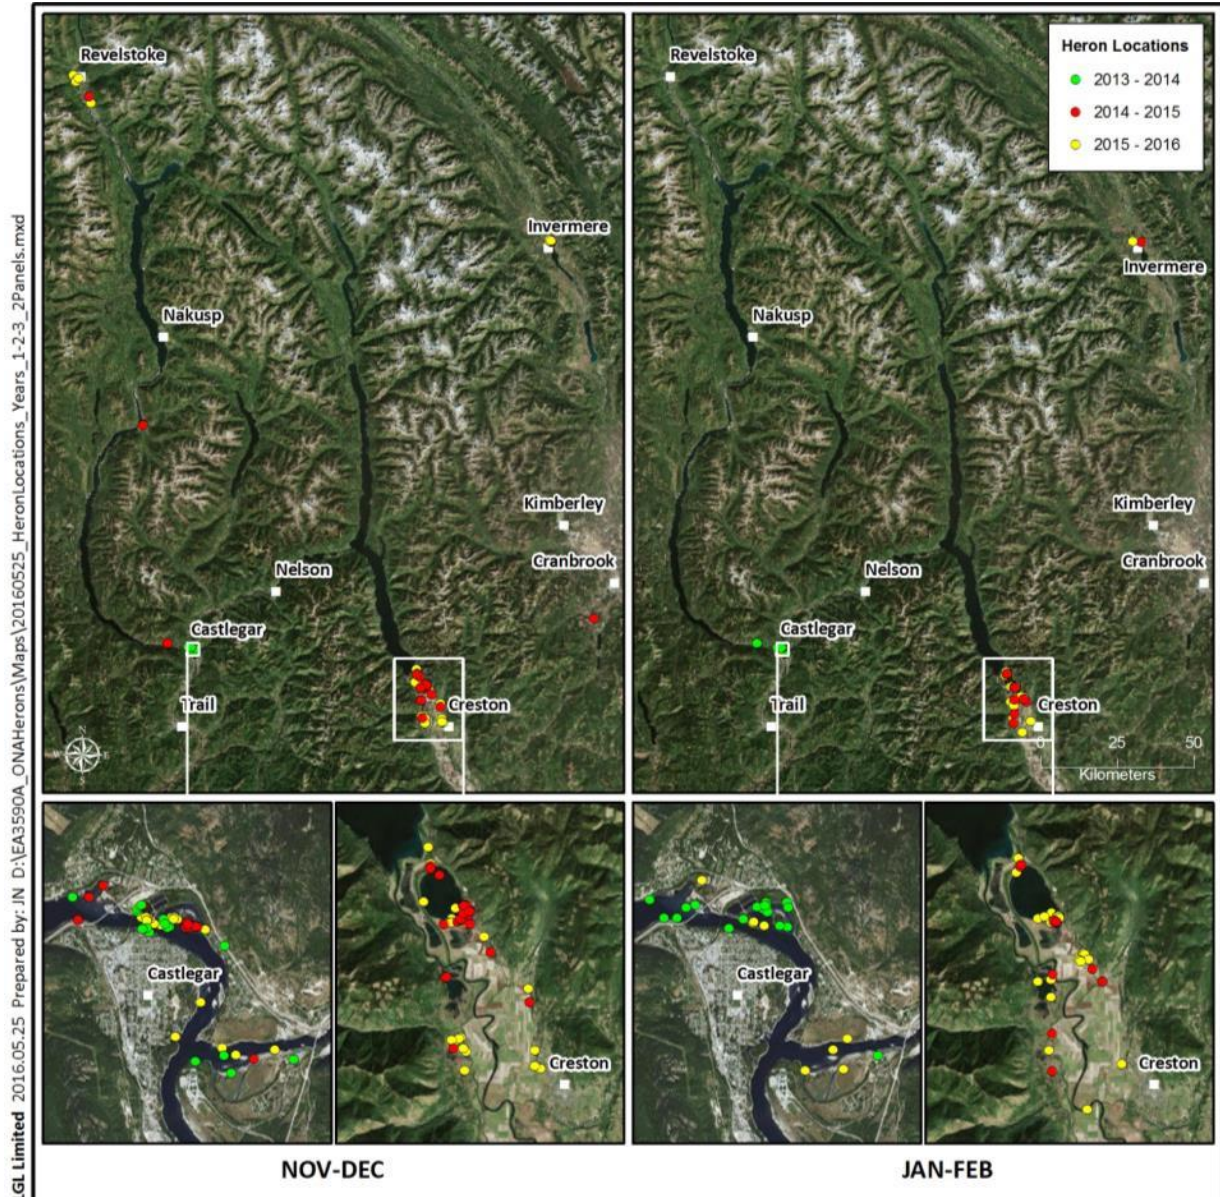 Revelstoke
Nakusp
Invermere
Kimberley
Cranbrook
Nelson
Castlegar
Trail
Creston
N
W
E
S
Revelstoke
Heron Locations
2013 - 2014
2014 - 2015
2015 - 2016
Invermere
Nakusp
Kimberley
Cranbrook
Nelson
Castlegar
Trail
Creston
0 25 50
Kilometers
Castlegar
Creston
Castlegar
Creston
NOV-DEC
JAN-FEB
LGL Limited 2016.05.25 Prepared by: JN D:\EA3590A_ONAHerons\Maps\20160525_HeronLocations_Years_1-2-3_2Panels.mxd